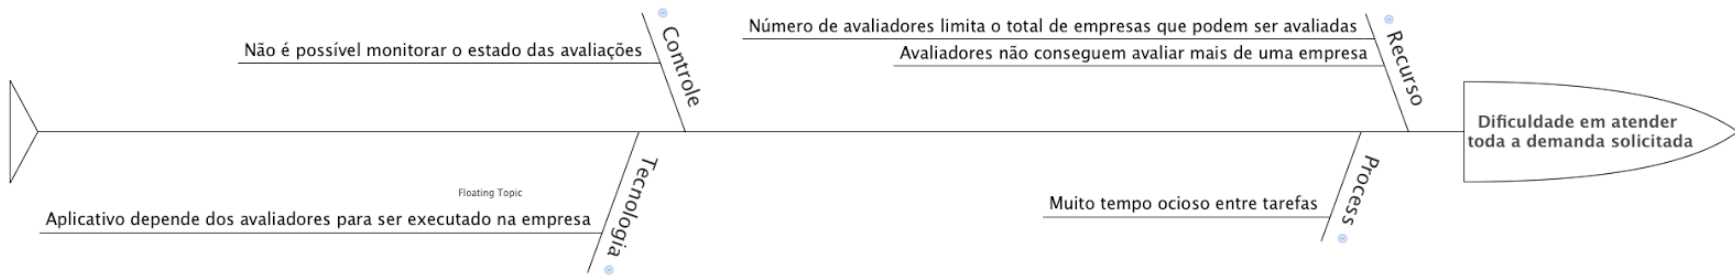 Não é possível monitorar o estado das avaliações
Controle
Número de avaliadores limita o total de empresas que podem ser avaliadas
Avaliadores não conseguem avaliar mais de uma empresa
Recurso
Dificuldade em atender
toda a demanda solicitada
Floating Topic
Aplicativo depende dos avaliadores para ser executado na empresa
Tecnologia
Muito tempo ocioso entre tarefas
Process